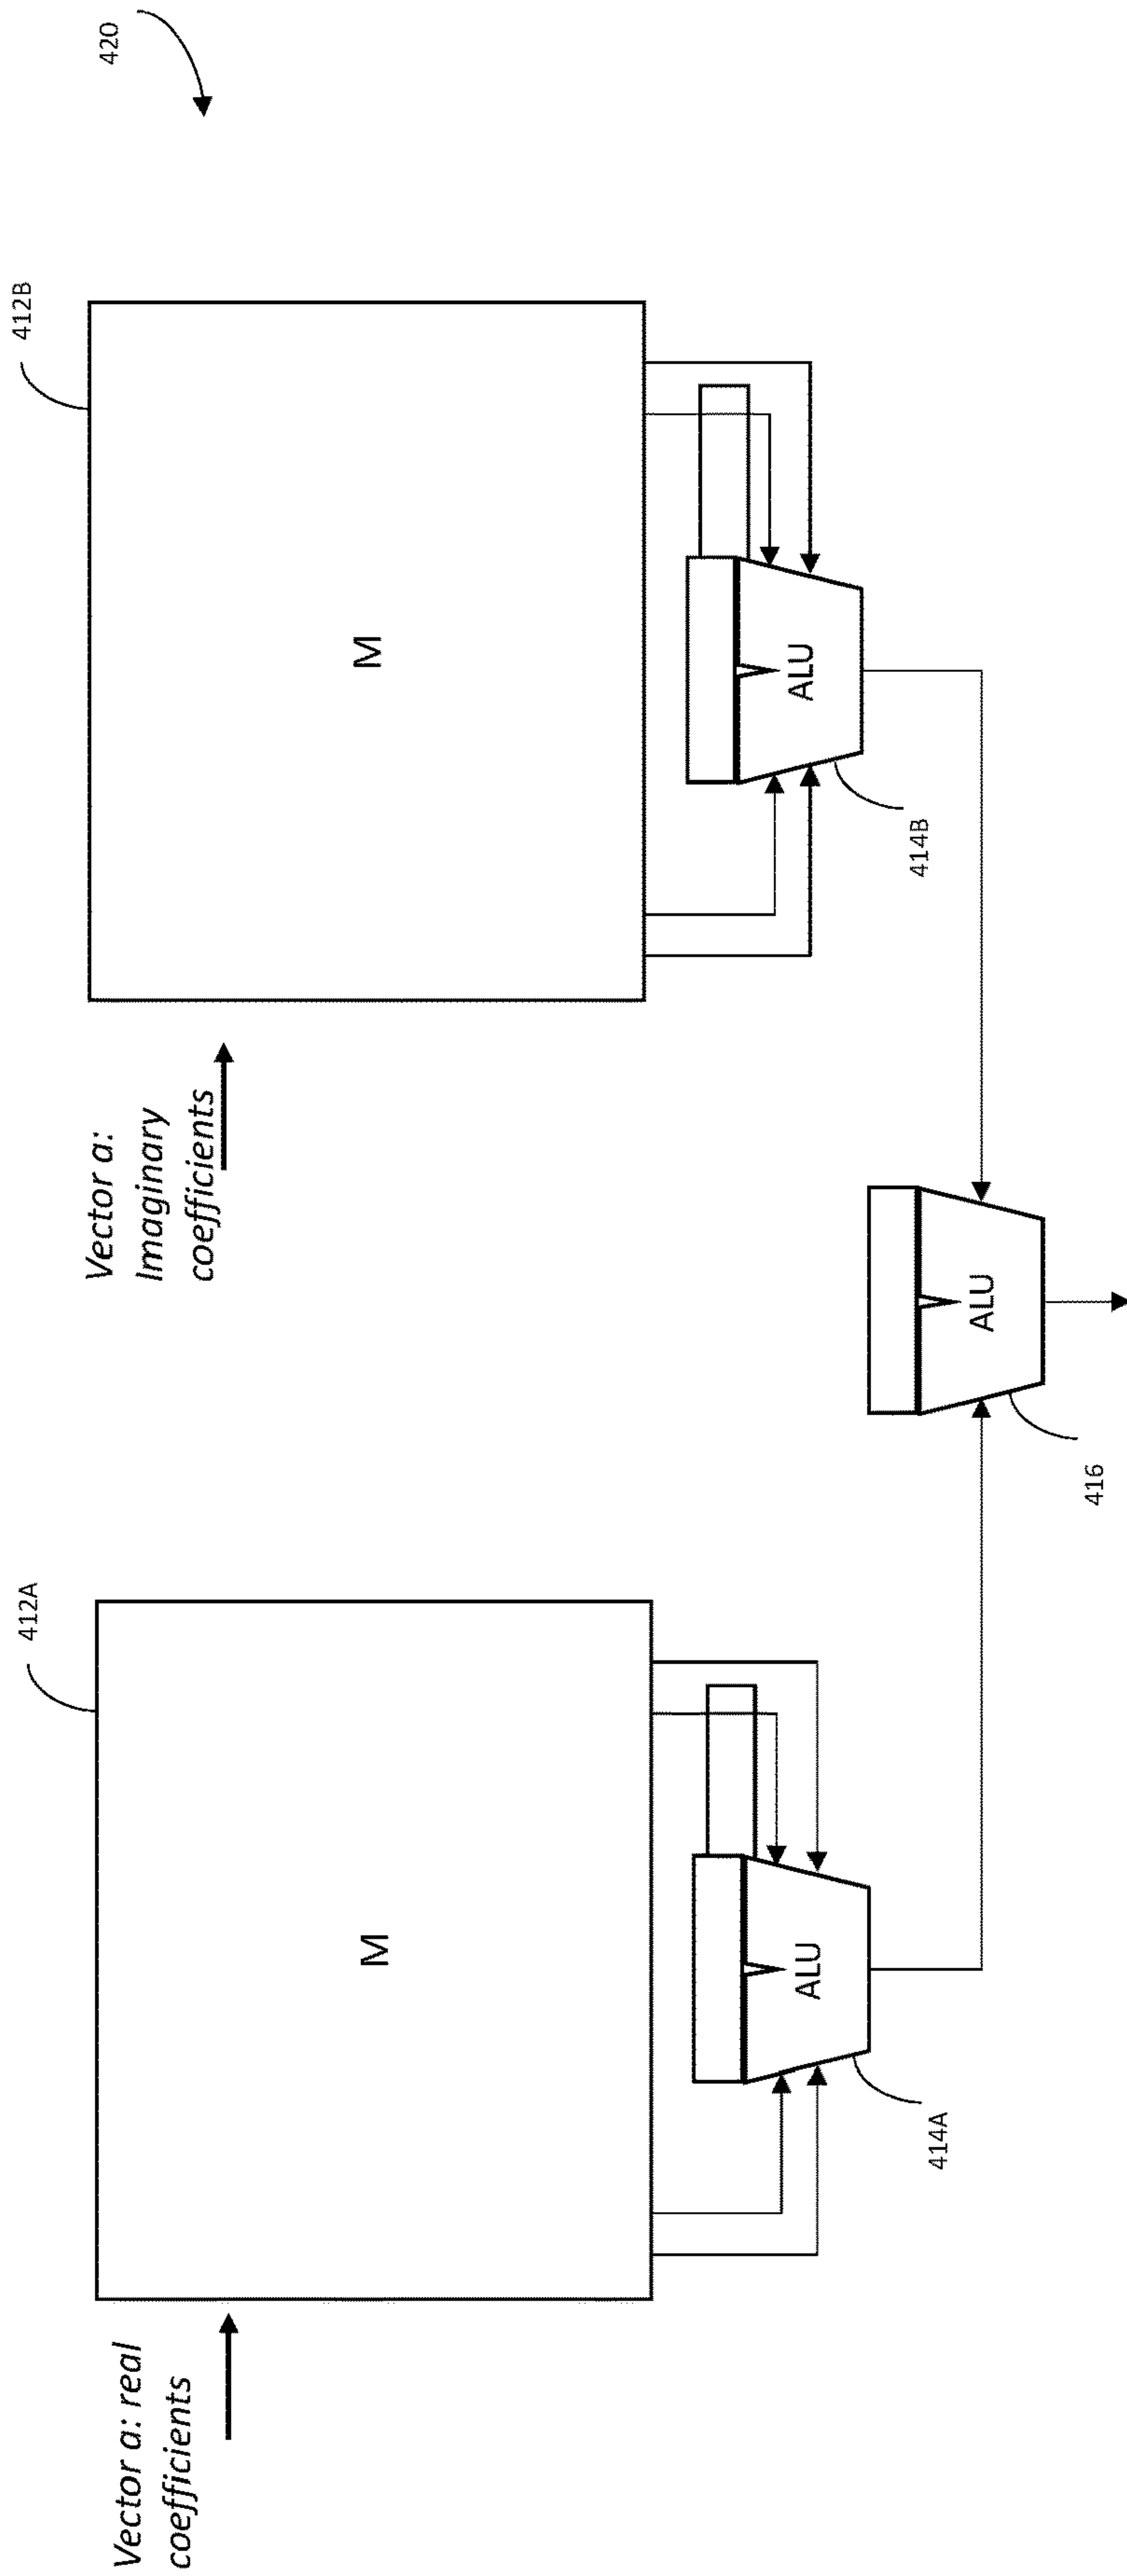 420
412A
412B
Vector a: real
coefficients
Vector a:
Imaginary
coefficients
M
M
ALU
ALU
414A
414B
ALU
416